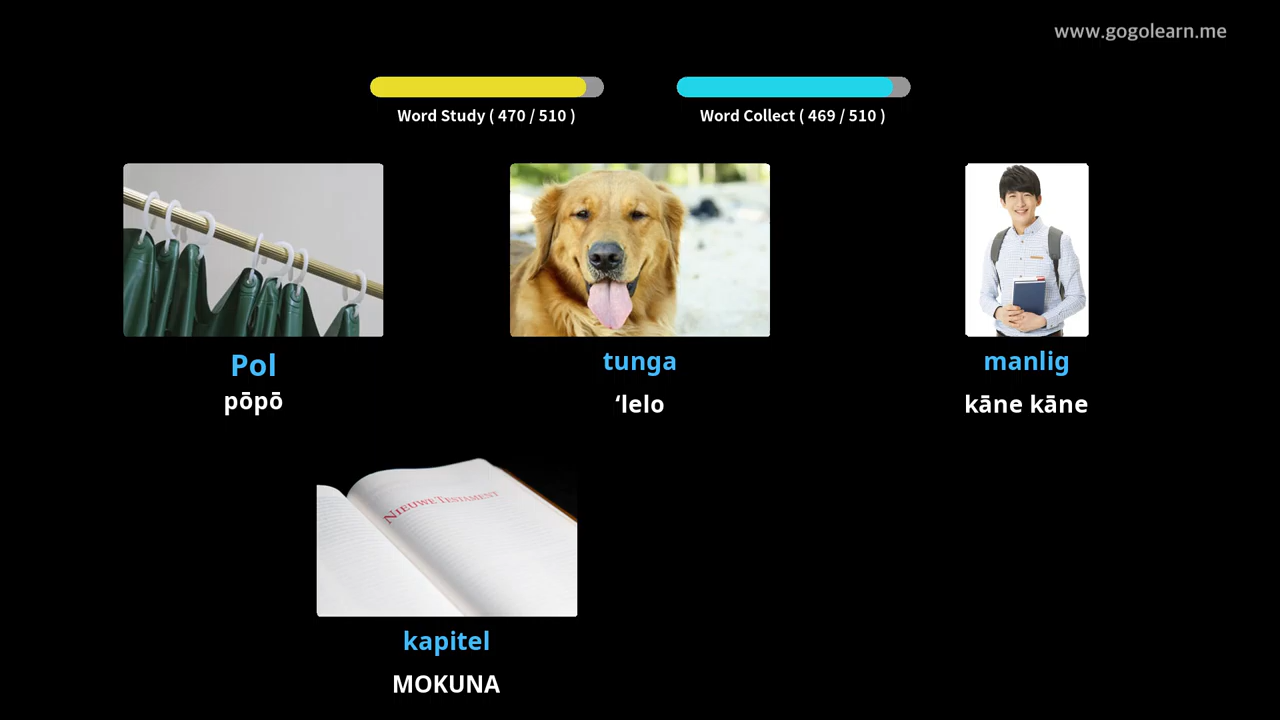 www.gogolearn.me
Word Study ( 470 / 510 )
Word Collect ( 469 / 510 )
Pol
pōpō
tunga
ʻlelo
manlig
kāne kāne
NIEUWE TESTAMENT
kapitel
MOKUNA